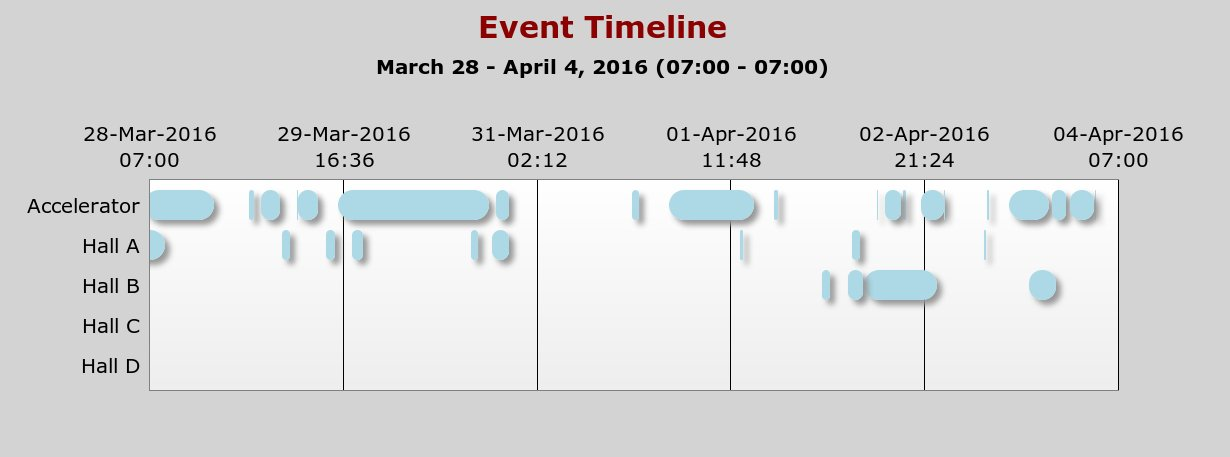 Event Timeline
March 28 - April 4, 2016 (07:00 - 07:00)
28-Mar-2016 29-Mar-2016 31-Mar-2016 01-Apr-2016 02-Apr-2016 04-Apr-2016
07:00 16:36 02:12 11:48 21:24 07:00
Accelerator
Hall A
Hall B
Hall C
Hall D